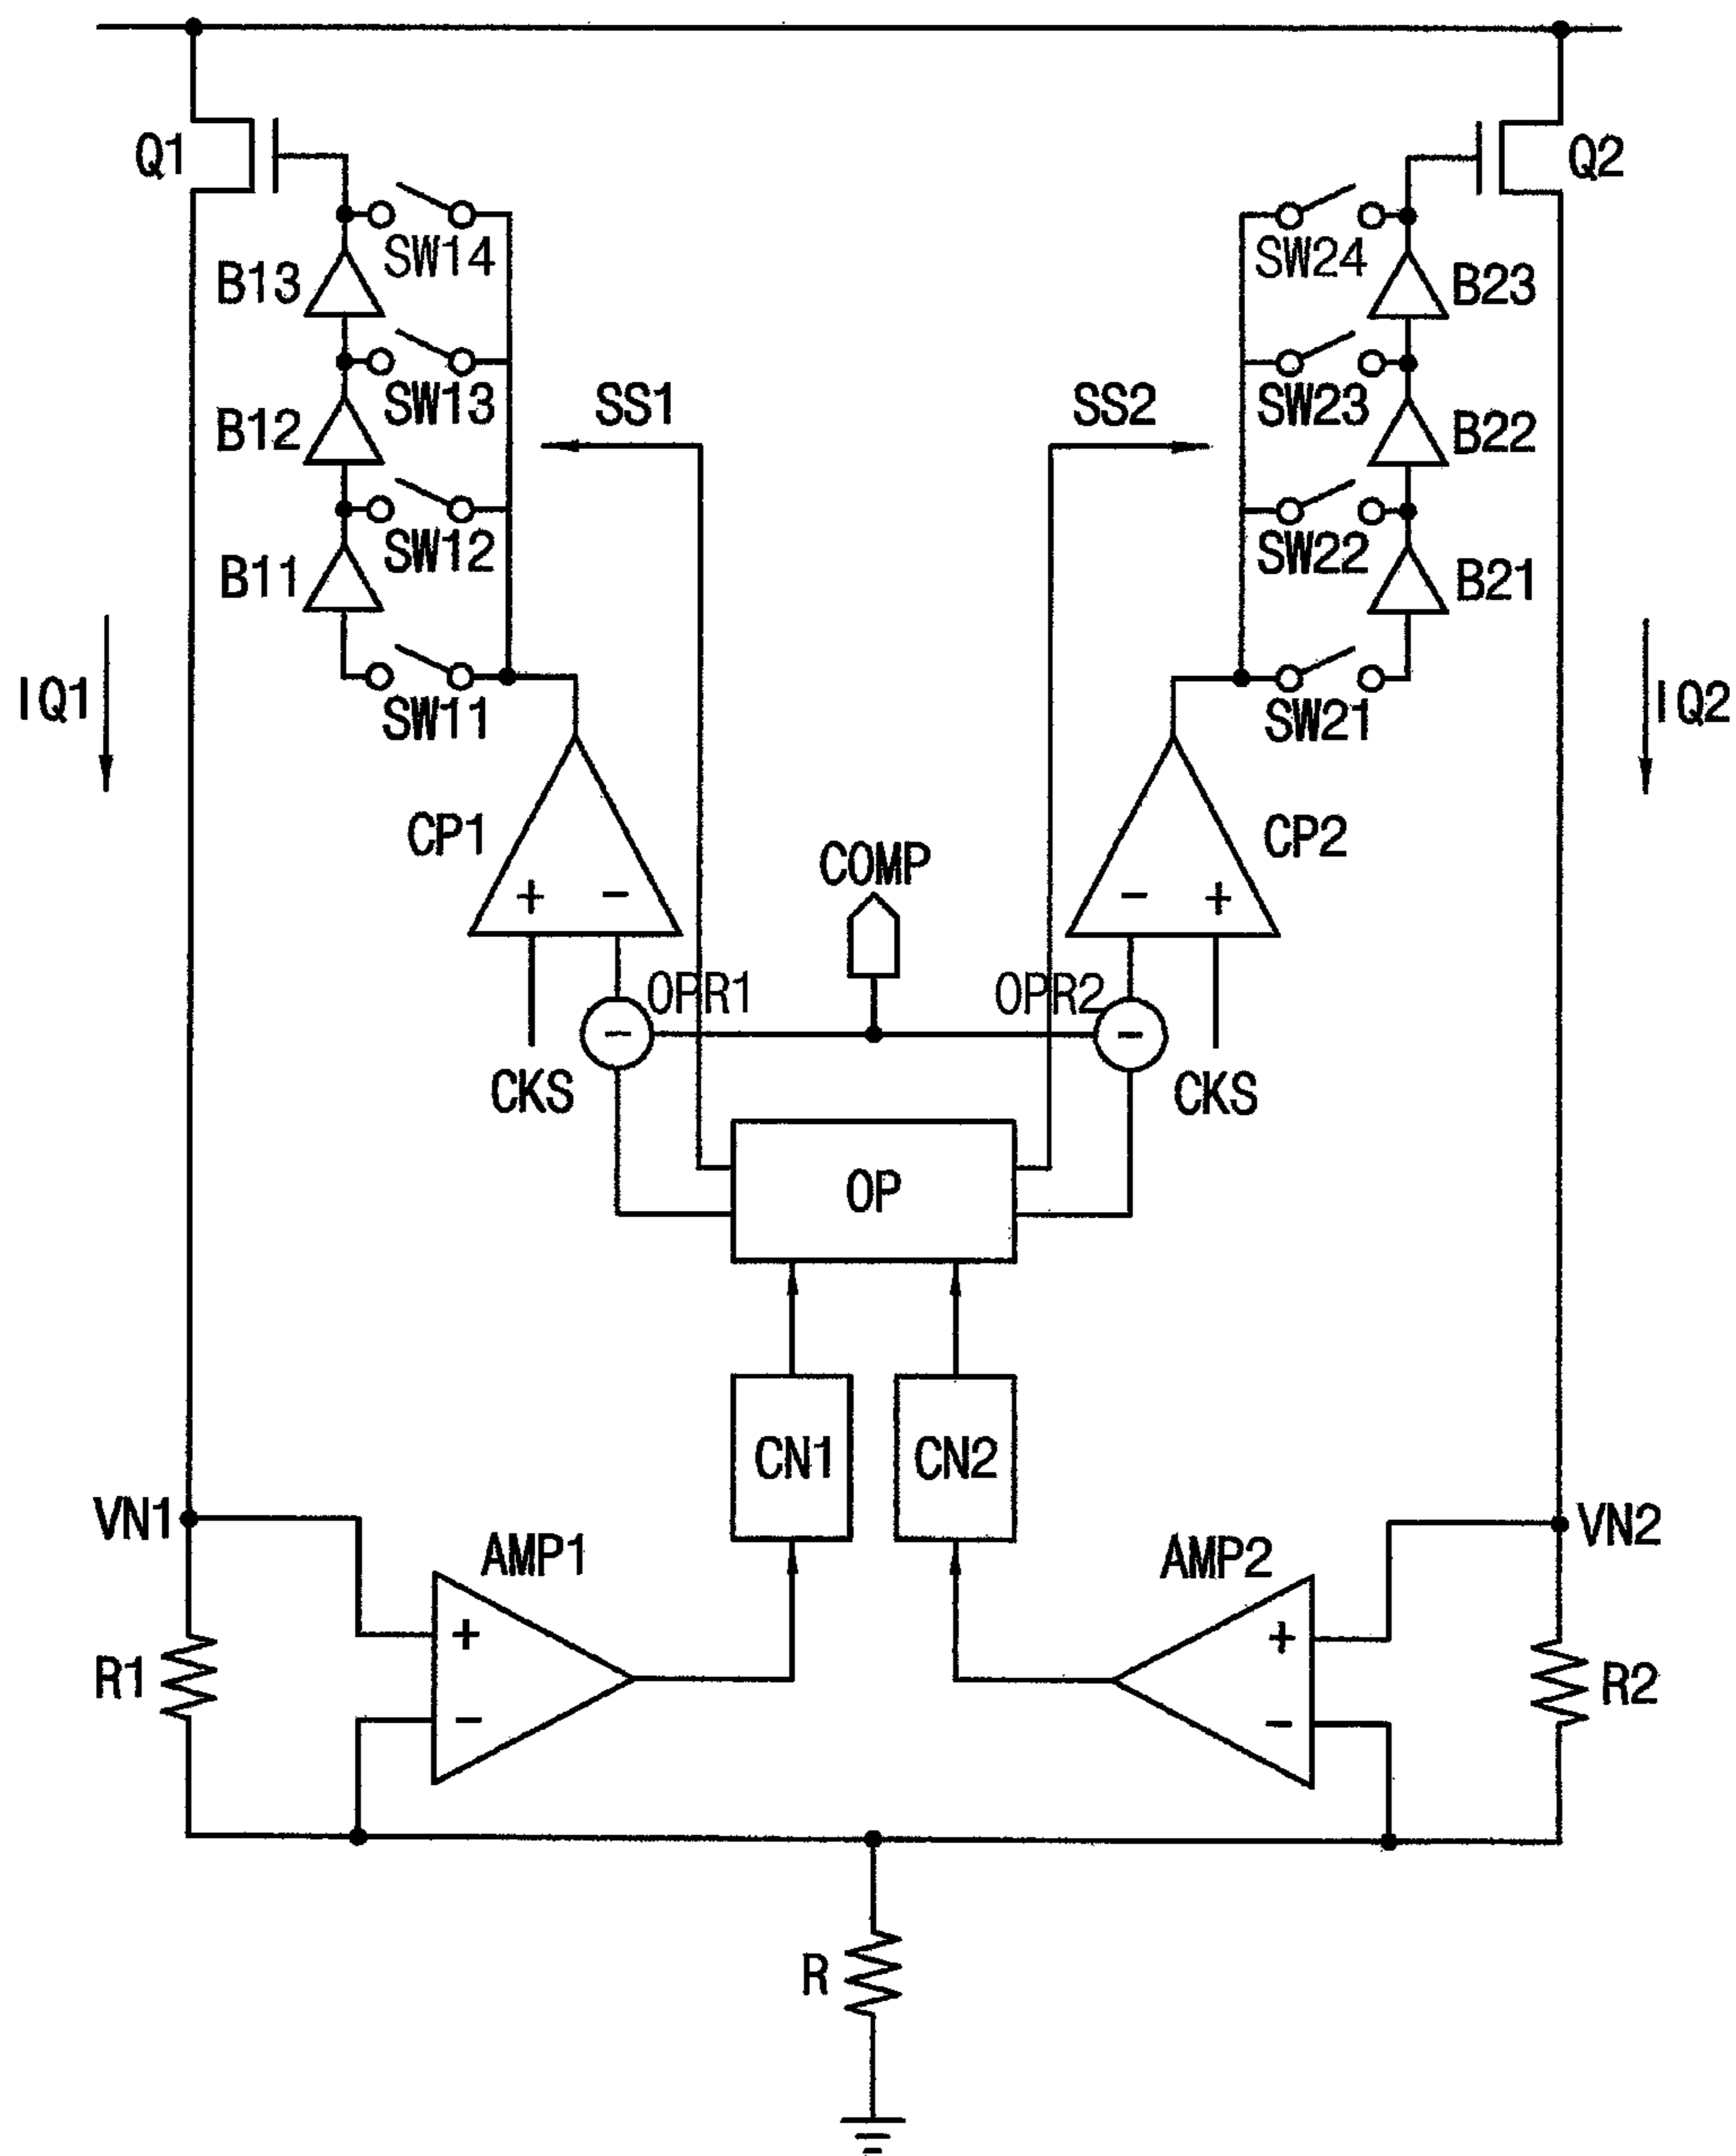 Q1
Q2
SW14
SW24
B13
B23
SW13
SW23
SS1
SS2
B12
B22
SW12
SW22
B11
B21
IQ1
SW11
SW21
IQ2
CP1
COMP
CP2
+ −
− +
OPR1
OPR2
−
−
CKS
CKS
OP
CN1
CN2
VN1
VN2
AMP1
AMP2
+
+
R1
R2
−
−
R